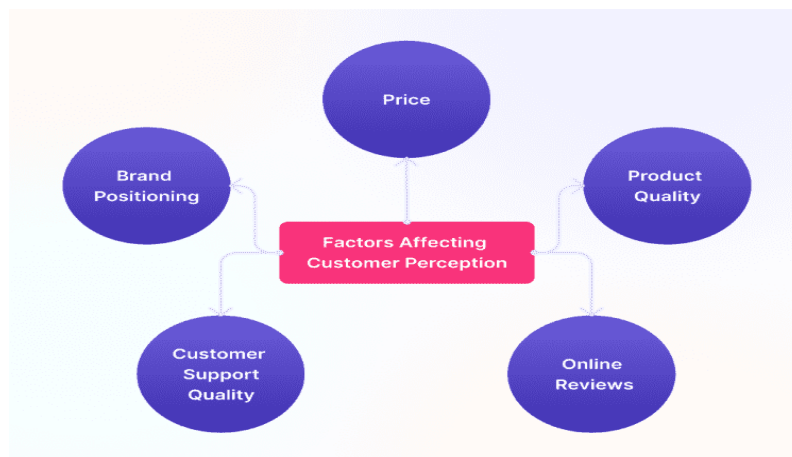 Price
Brand
Positioning
Product
Quality
Factors Affecting
Customer Perception
Customer
Support
Quality
Online
Reviews